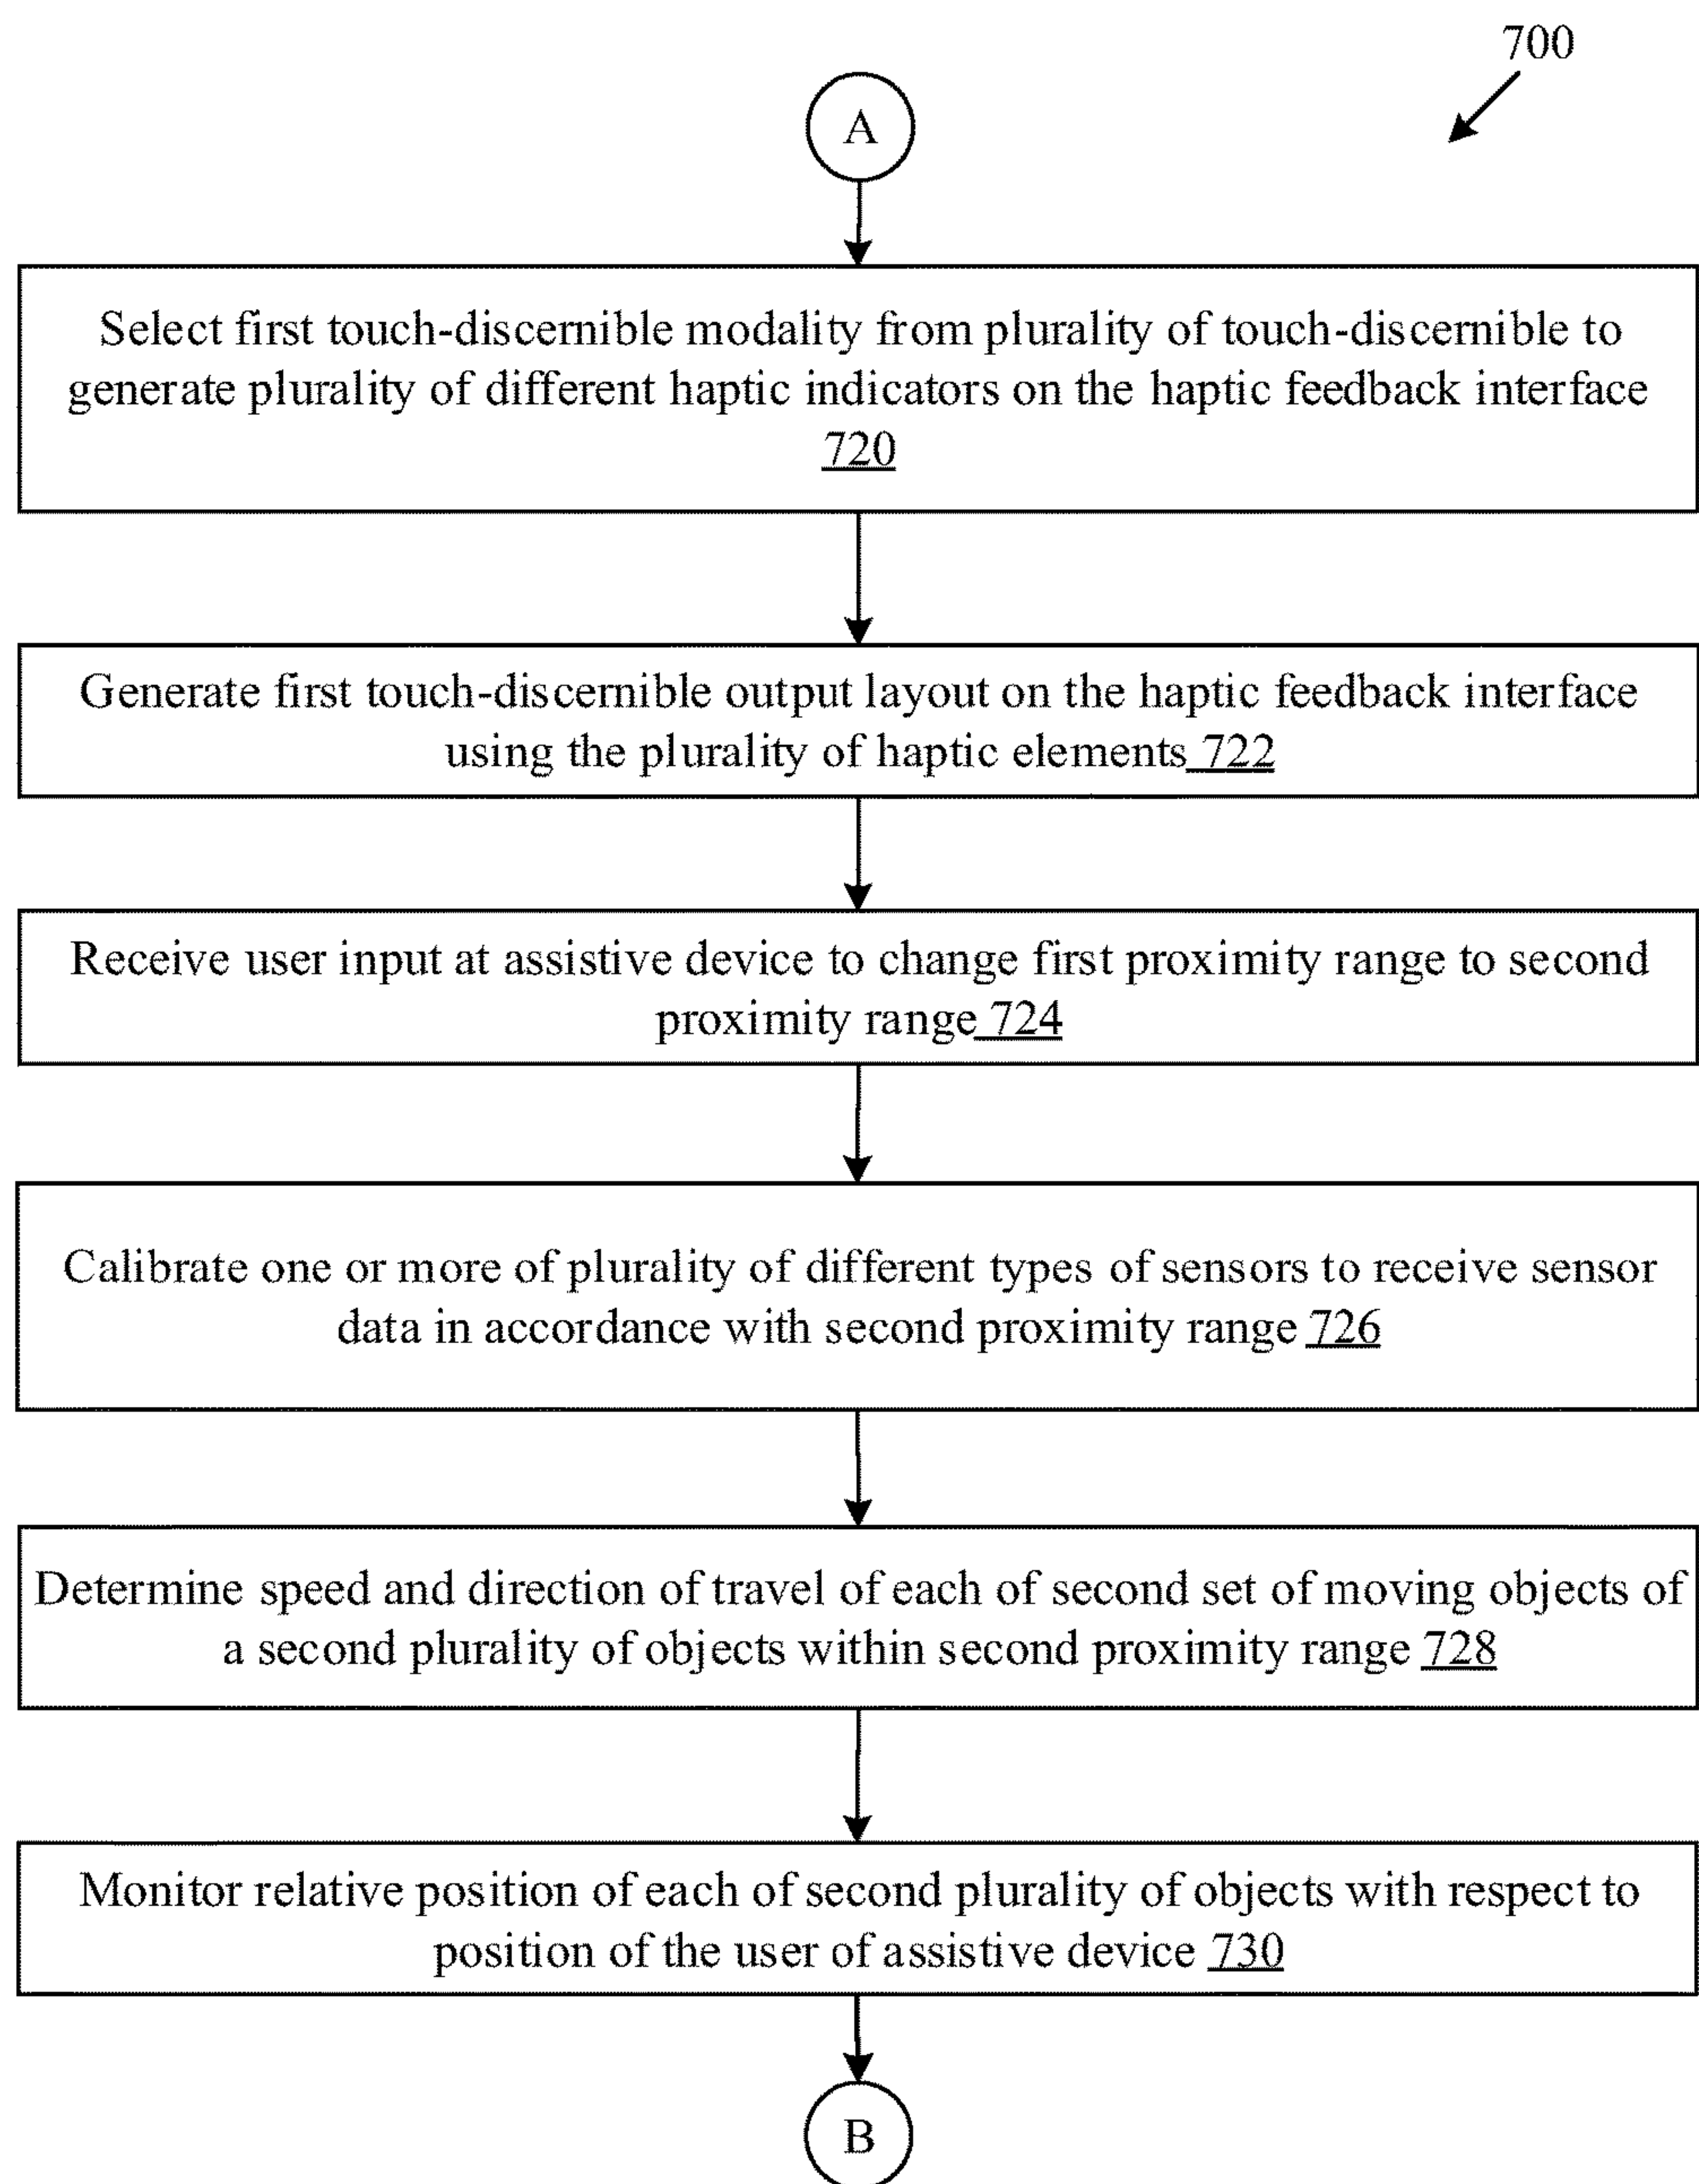 700
A
Select first touch-discernible modality from plurality of touch-discernible to
generate plurality of different haptic indicators on the haptic feedback interface
720
Generate first touch-discernible output layout on the haptic feedback interface
using the plurality of haptic elements 722
Receive user input at assistive device to change first proximity range to second
proximity range 724
Calibrate one or more of plurality of different types of sensors to receive sensor
data in accordance with second proximity range 726
Determine speed and direction of travel of each of second set of moving objects of
a second plurality of objects within second proximity range 728
Monitor relative position of each of second plurality of objects with respect to
position of the user of assistive device 730
B